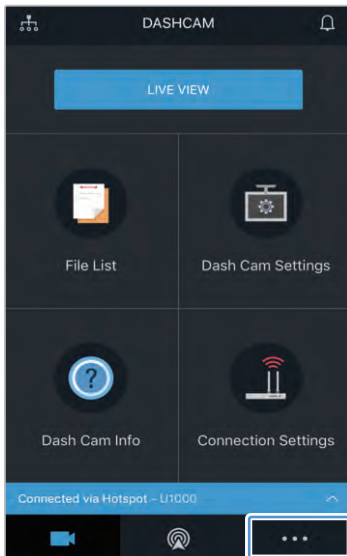 DASHCAM
LIVE VIEW
File List
Dash Cam Settings
Dash Cam Info
Connection Settings
Connected via Hotspot - U1000